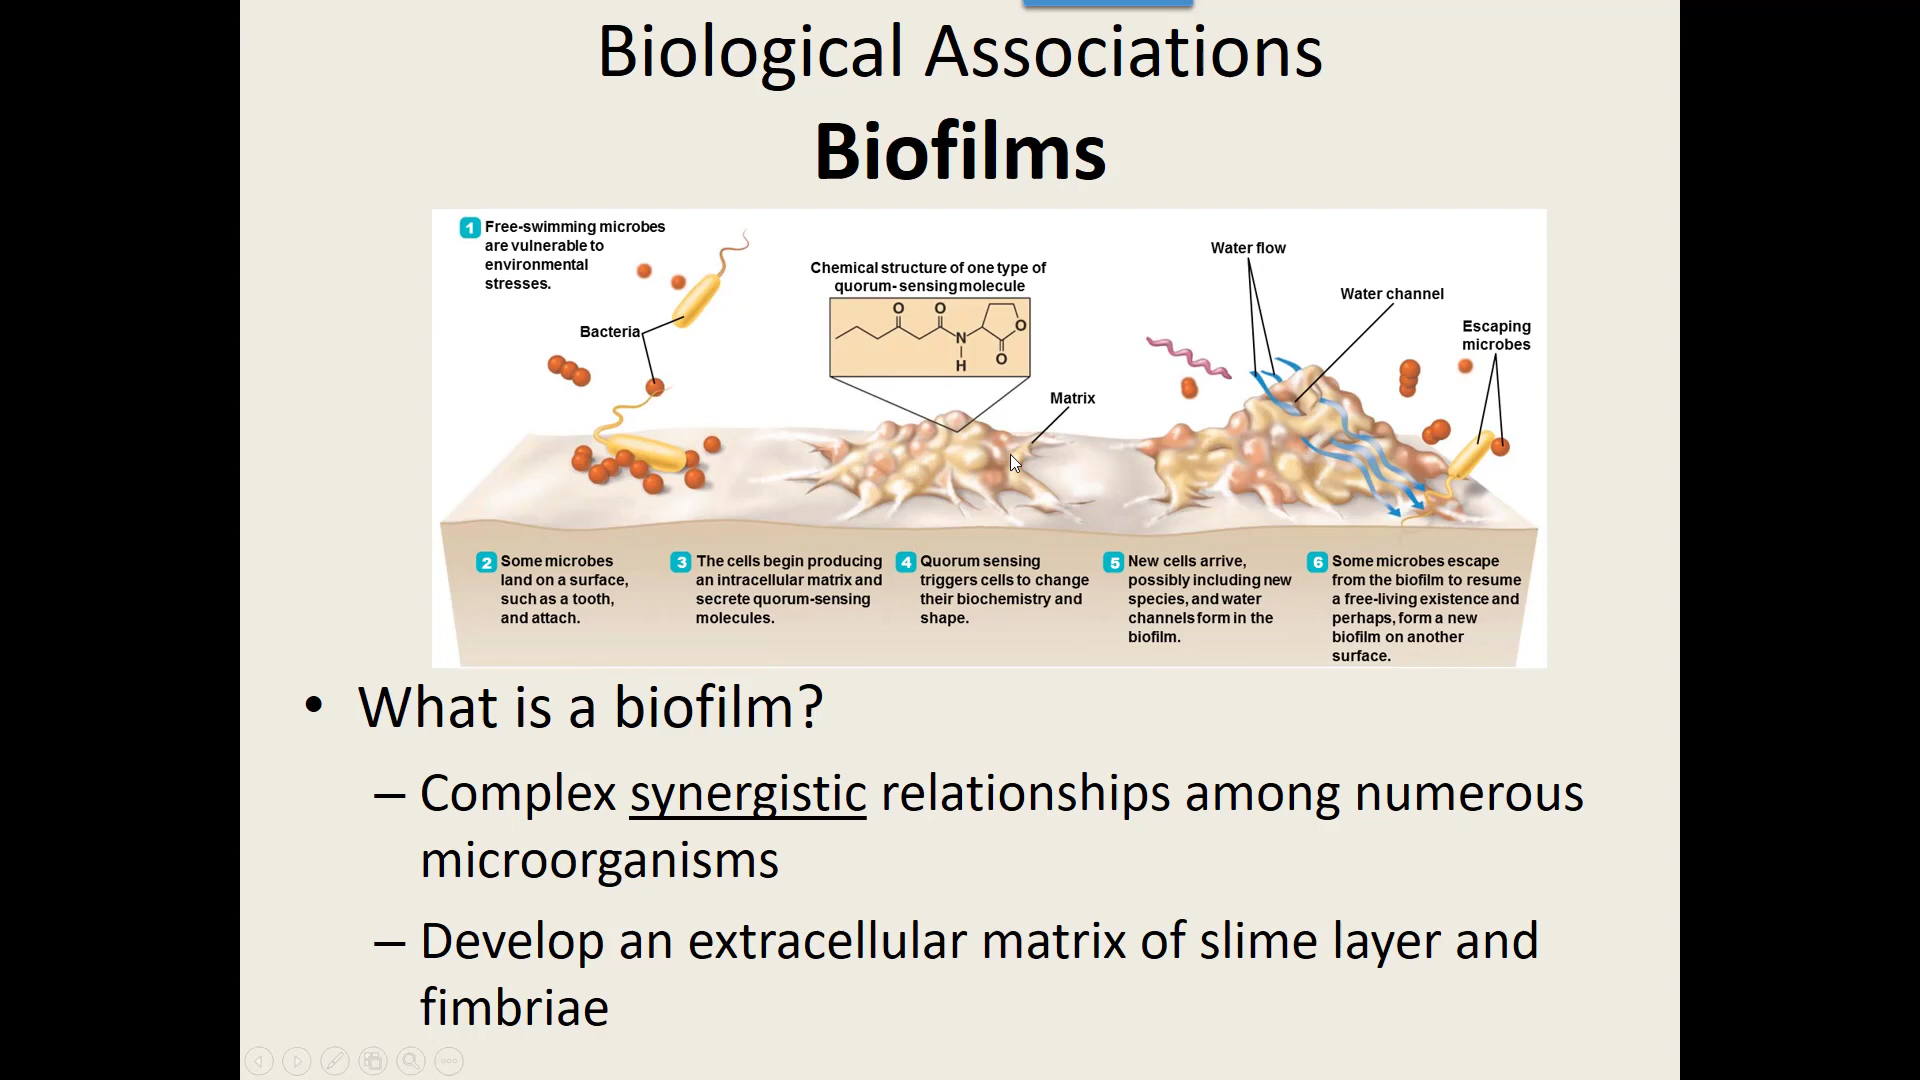 Biological Associations
Biofilms
1 Free-swimming microbes
are vulnerable to
environmental
stresses.
Bacteria
Chemical structure of one type of
quorum- sensing molecule
O
O
N
H
O
O
Matrix
Water flow
Water channel
Escaping
microbes
2 Some microbes
land on a surface,
such as a tooth,
and attach.
3 The cells begin producing
an intracellular matrix and
secrete quorum-sensing
molecules.
4 Quorum sensing
triggers cells to change
their biochemistry and
shape.
5 New cells arrive,
possibly including new
species, and water
channels form in the
biofilm.
6 Some microbes escape
from the biofilm to resume
a free-living existence and
perhaps, form a new
biofilm on another
surface.
• What is a biofilm?
– Complex synergistic relationships among numerous
microorganisms
– Develop an extracellular matrix of slime layer and
fimbriae